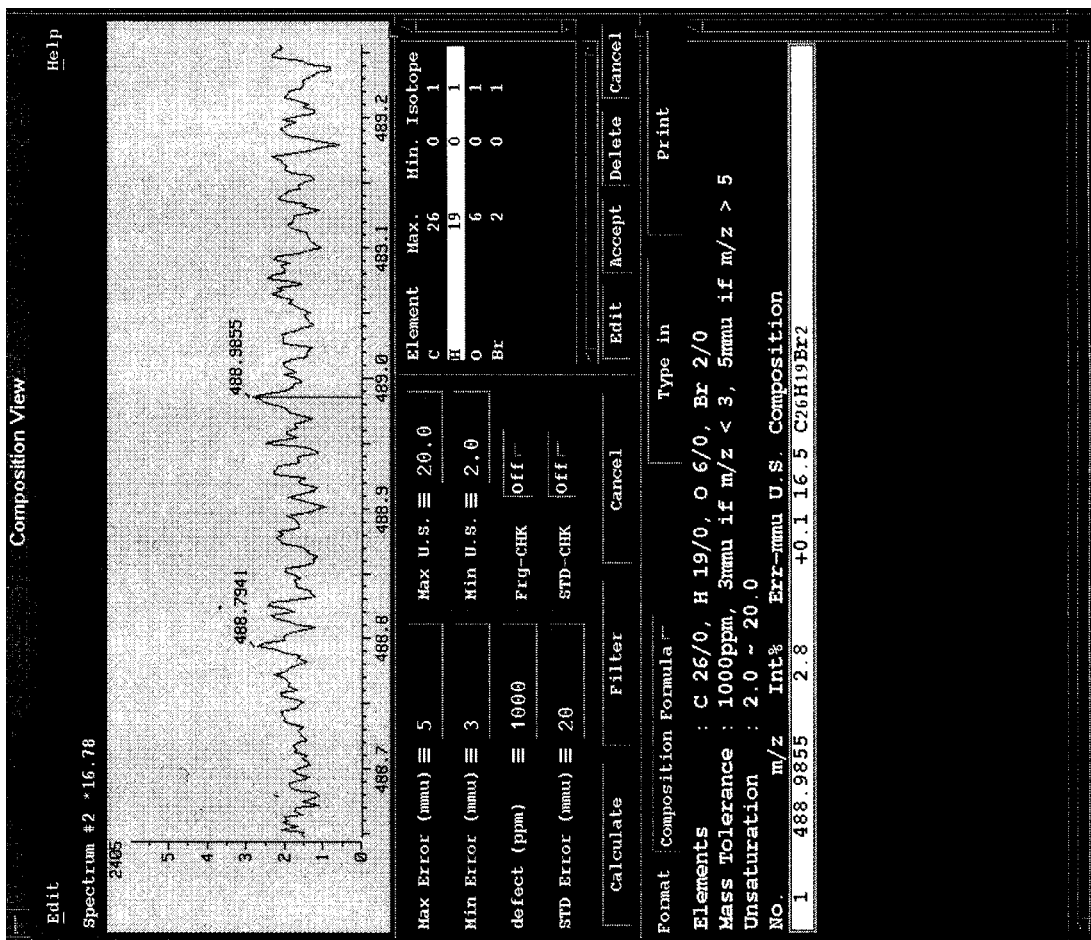 Composition View
Edit Help
Spectrum #2 *16.78
2405
5
4
3
2
1
0
488.7941
488.9855
488.7 488.8 488.9 489.0 489.1 489.2
Max Error (mmu) ≡ 5 Max U.S. ≡ 20.0
Min Error (mmu) ≡ 3 Min U.S. ≡ 2.0
defect (ppm) ≡ 1000 Frg-CHK off
STD Error (mmu) ≡ 20 STD-CHK off
Calculate Filter Cancel
Element Max. Min. Isotope
C 26 0 1
H 19 0 1
O 6 0 1
Br 2 0 1
Edit Accept Delete Cancel
Format Composition Formula Type in Print
Elements : C 26/0, H 19/0, O 6/0, Br 2/0
Mass Tolerance : 1000ppm, 3mmu if m/z < 3, 5mmu if m/z > 5
Unsaturation : 2.0 ~ 20.0
No. m/z Int% Err-mmu U.S. Composition
1 488.9855 2.8 +0.1 16.5 C26H19Br2